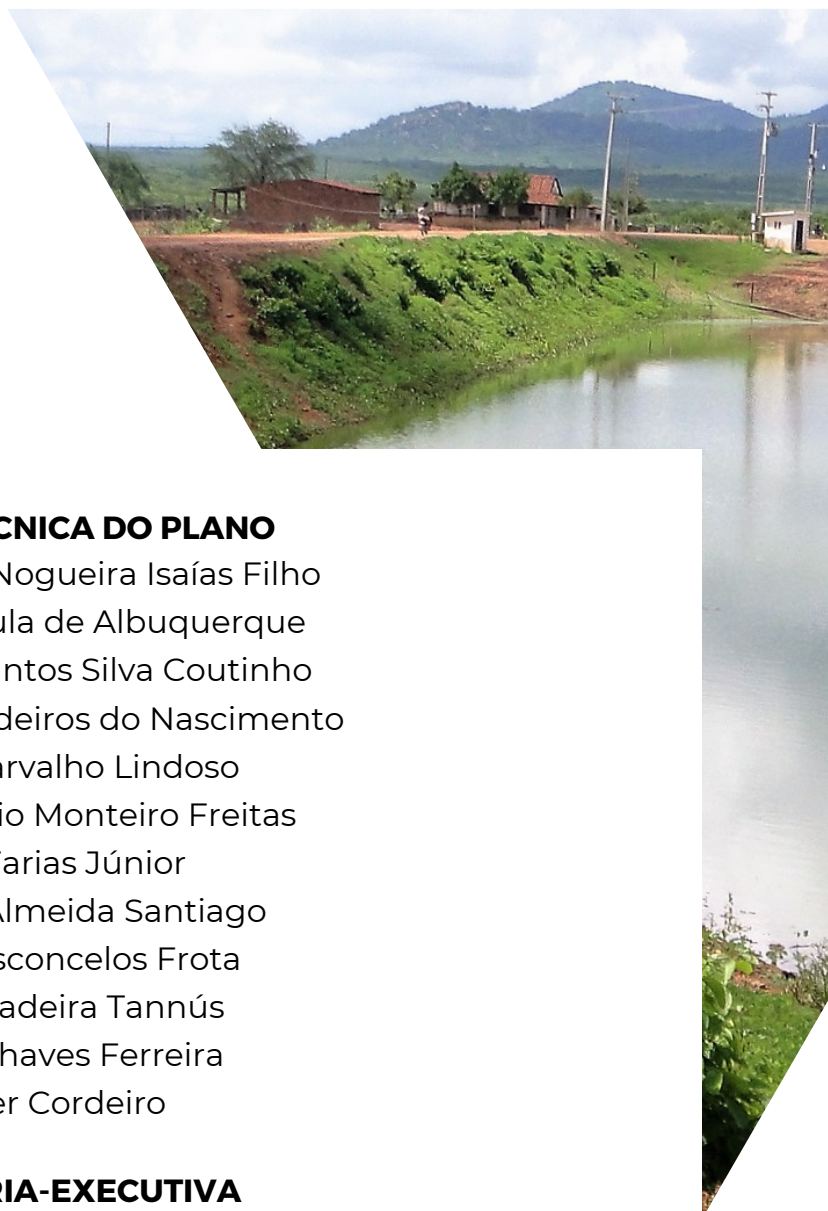 CNICA DO PLANO
Nogueira Isaías Filho
ula de Albuquerque
ntos Silva Coutinho
deiros do Nascimento
arvalho Lindoso
io Monteiro Freitas
arias Júnior
Almeida Santiago
sconcelos Frota
adeira Tannús
haves Ferreira
er Cordeiro
RIA-EXECUTIVA